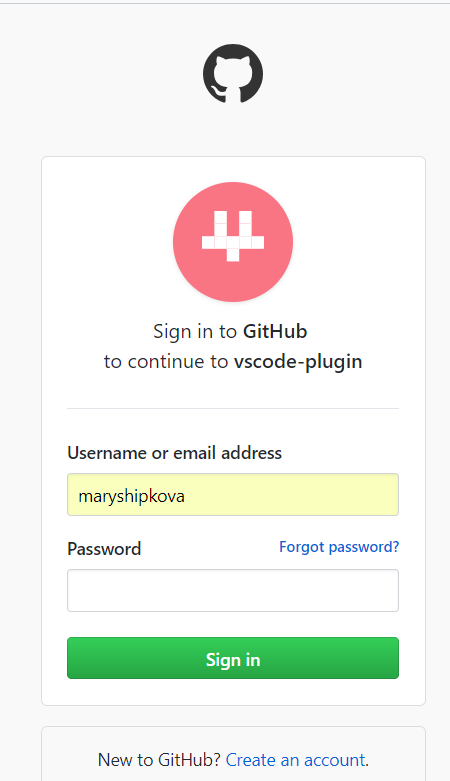 Sign in to GitHub
to continue to vscode-plugin
Username or email address
maryshipkova
Password Forgot password?
Sign in
New to GitHub? Create an account.